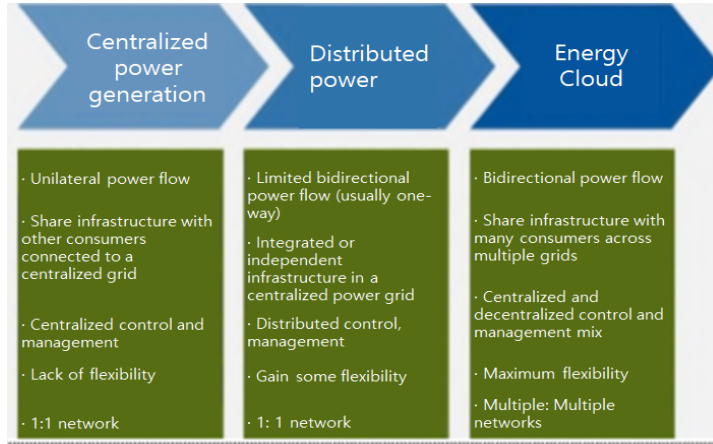 Centralized
power
generation
Distributed
power
Energy
Cloud
· Unilateral power flow
· Share infrastructure with
other consumers
connected to a
centralized grid
· Centralized control and
management
· Lack of flexibility
· 1:1 network
· Limited bidirectional
power flow (usually one-
way)
· Integrated or
independent
infrastructure in a
centralized power grid
· Distributed control,
management
· Gain some flexibility
· 1: 1 network
· Bidirectional power flow
· Share infrastructure with
many consumers across
multiple grids
· Centralized and
decentralized control and
management mix
· Maximum flexibility
· Multiple: Multiple
networks